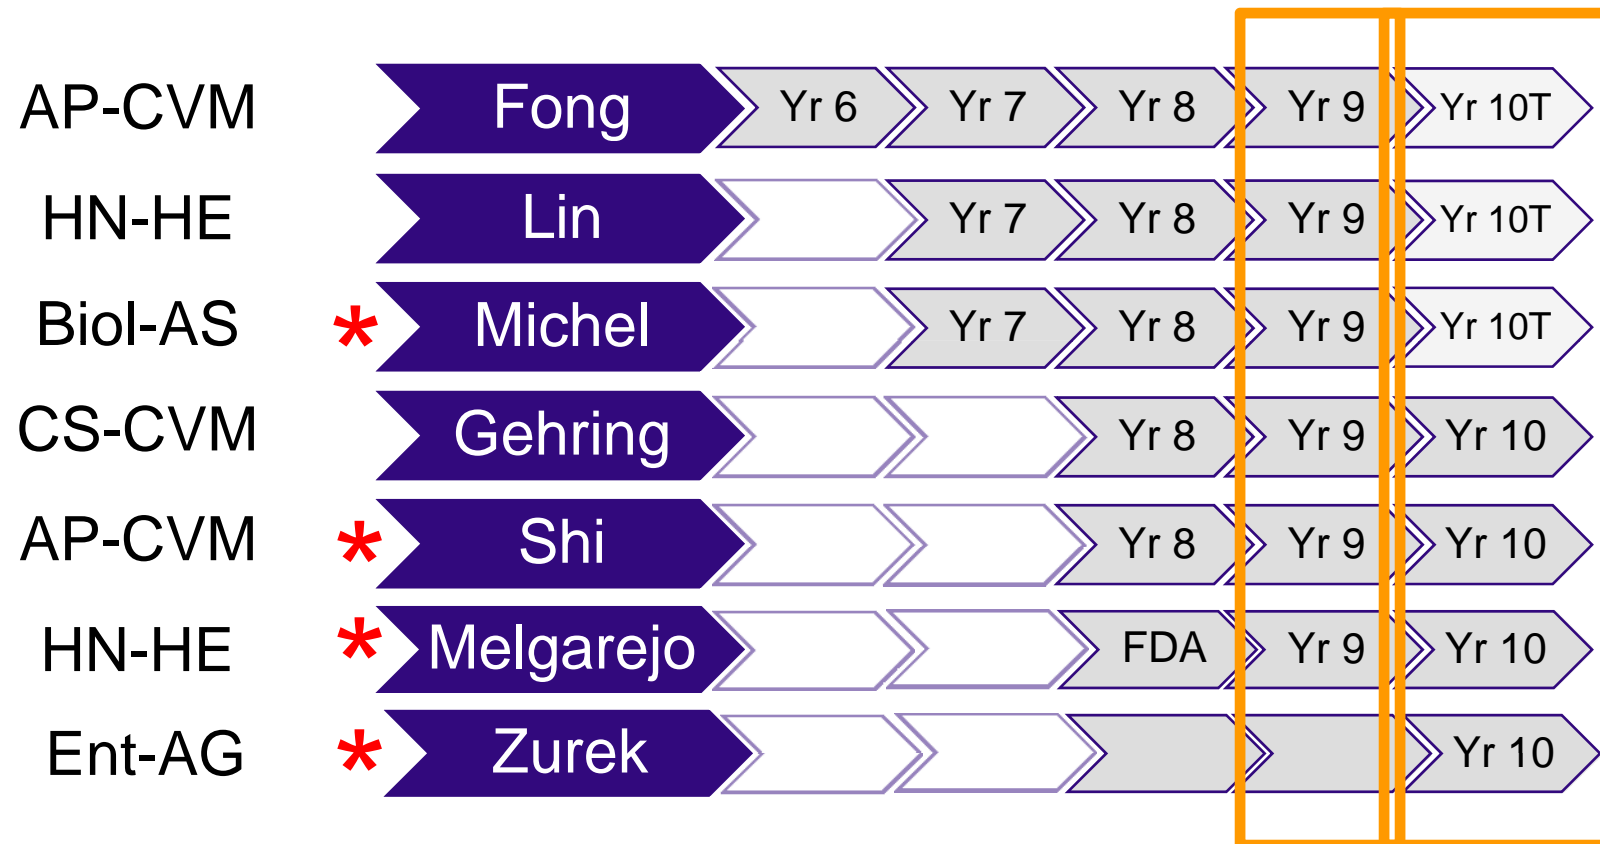 AP-CVM Fong Yr 6 Yr 7 Yr 8 Yr 9 Yr 10T
HN-HE Lin Yr 7 Yr 8 Yr 9 Yr 10T
Biol-AS * Michel Yr 7 Yr 8 Yr 9 Yr 10T
CS-CVM Gehring Yr 8 Yr 9 Yr 10
AP-CVM * Shi Yr 8 Yr 9 Yr 10
HN-HE * Melgarejo FDA Yr 9 Yr 10
Ent-AG * Zurek Yr 10